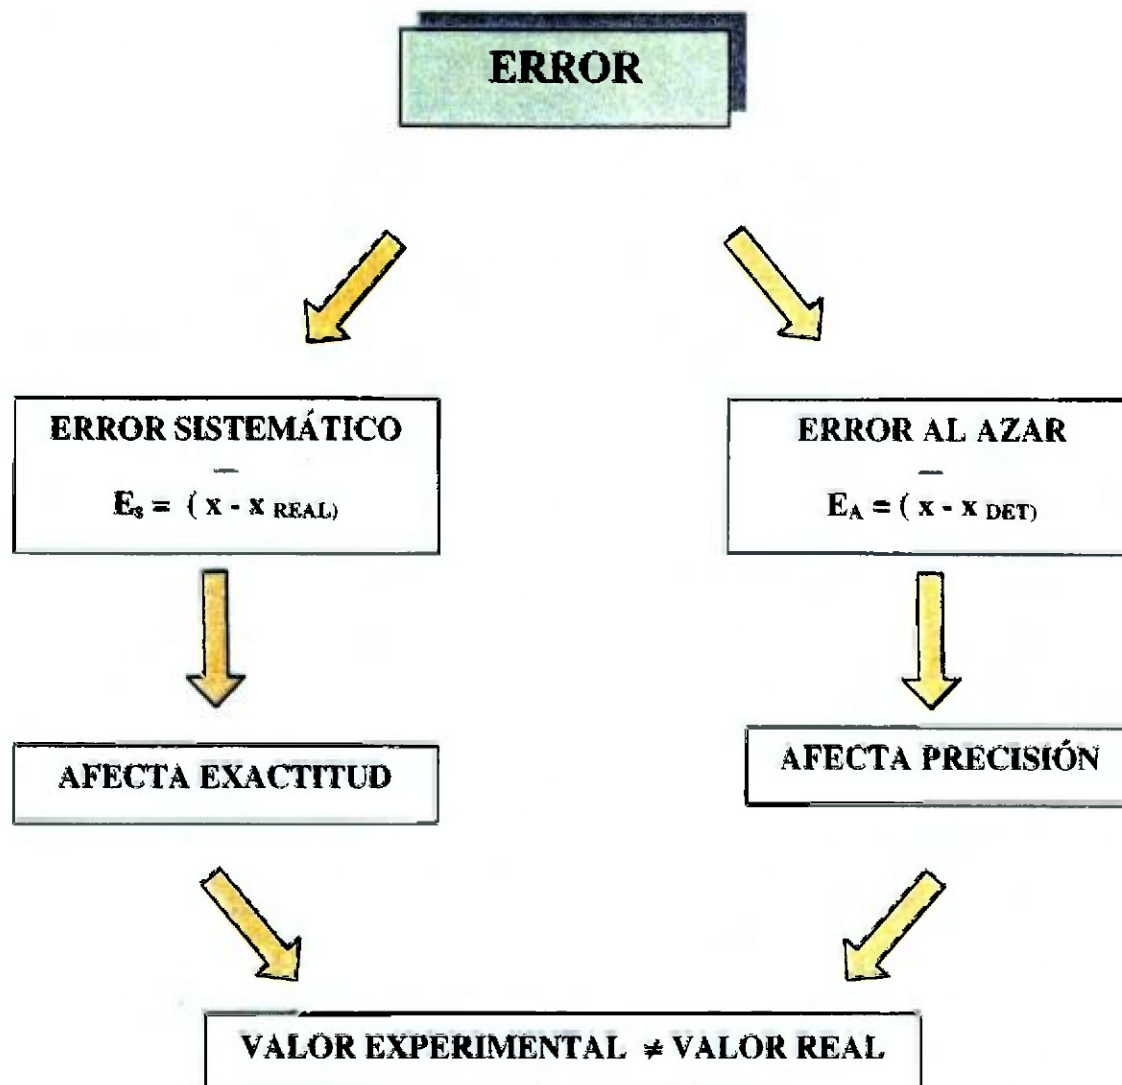 ERROR
ERROR SISTEMÁTICO
Es = ( x̄ - x REAL)
ERROR AL AZAR
EA = ( x̄ - x DET)
AFECTA EXACTITUD
AFECTA PRECISIÓN
VALOR EXPERIMENTAL ≠ VALOR REAL